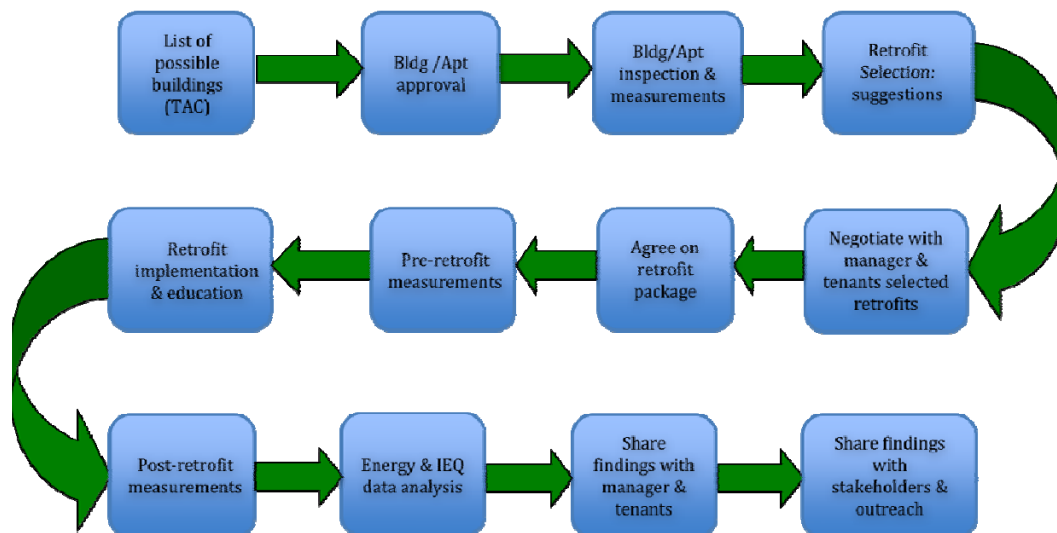 List of
possible
buildings
(TAC)
Bldg /Apt
approval
Bldg/Apt
inspection &
measurements
Retrofit
Selection:
suggestions
Negotiate with
manager &
tenants selected
retrofits
Agree on
retrofit
package
Pre-retrofit
measurements
Retrofit
implementation
& education
Post-retrofit
measurements
Energy & IEQ
data analysis
Share
findings with
manager &
tenants
Share findings
with
stakeholders &
outreach